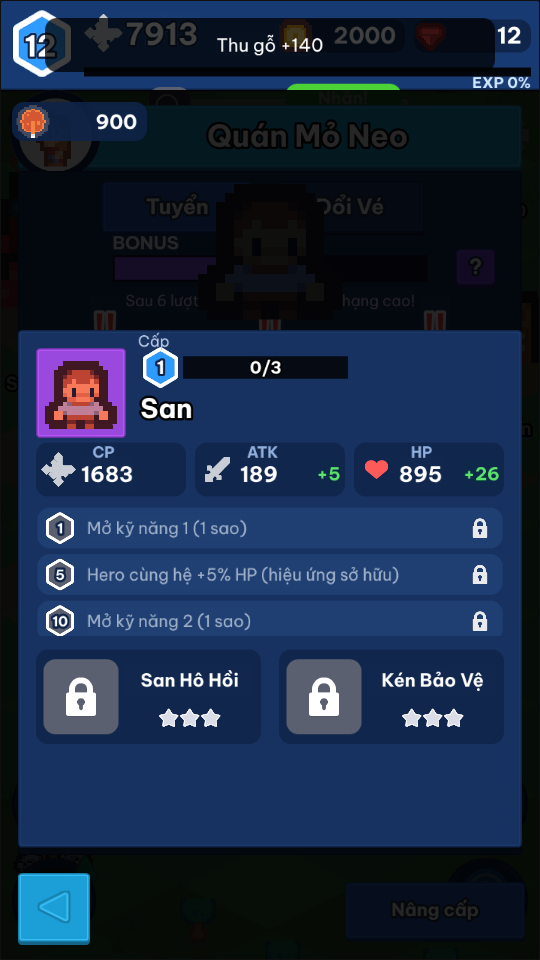 12
7913
Thu gỗ +140
2000
12
EXP 0%
Nhận!
900
Quán Mỏ Neo
Tuyển
Đổi Vé
BONUS
?
Sau 6 lượt
hạng cao!
Cấp
1
0/3
San
CP
1683
ATK
189
+5
HP
895
+26
1
Mở kỹ năng 1 (1 sao)
5
Hero cùng hệ +5% HP (hiệu ứng sở hữu)
10
Mở kỹ năng 2 (1 sao)
San Hô Hồi
Kén Bảo Vệ
Nâng cấp